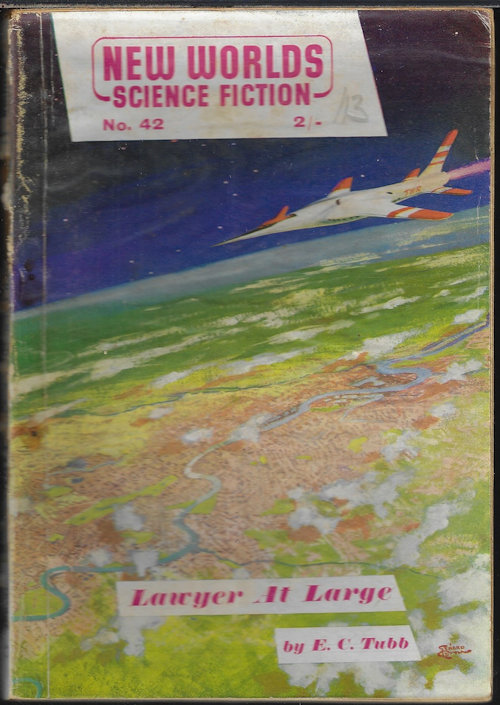 NEW WORLDS
SCIENCE FICTION
No. 42 2/-
13
Lawyer At Large
by E. C. Tubb